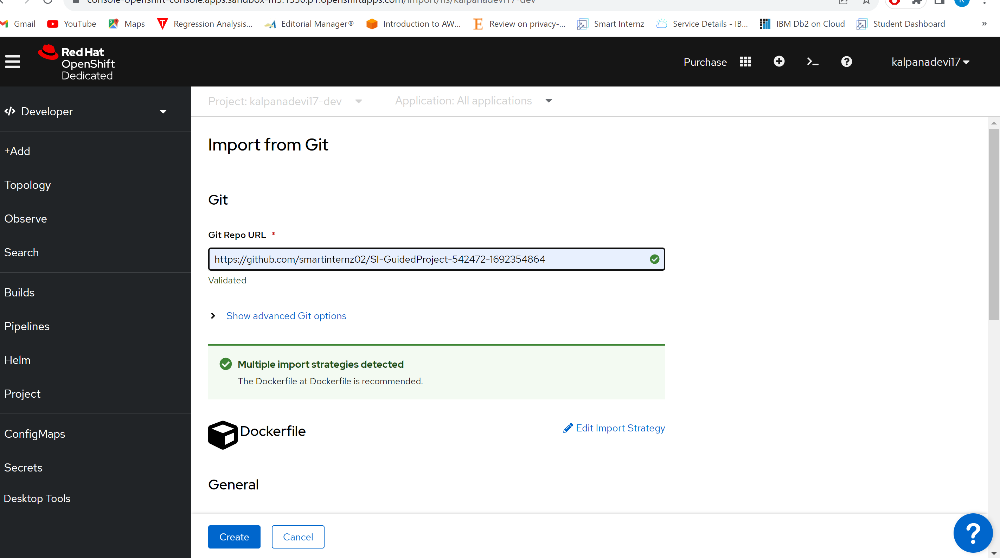 console-openshift-console.apps.sandbox-m3.1530.p1.openshiftapps.com/import/ns/kalpanadevi17-dev
Gmail YouTube Maps Regression Analysis... Editorial Manager® Introduction to AW... Review on privacy-... Smart Internz Service Details - IB... IBM Db2 on Cloud Student Dashboard »
Red Hat
OpenShift
Dedicated
Purchase
kalpanadevi17
Developer
Project: kalpanadevi17-dev Application: All applications
+Add
Topology
Observe
Search
Builds
Pipelines
Helm
Project
ConfigMaps
Secrets
Desktop Tools
Import from Git
Git
Git Repo URL *
https://github.com/smartinternz02/SI-GuidedProject-542472-1692354864
Validated
Show advanced Git options
Multiple import strategies detected
The Dockerfile at Dockerfile is recommended.
Dockerfile
Edit Import Strategy
General
Create Cancel